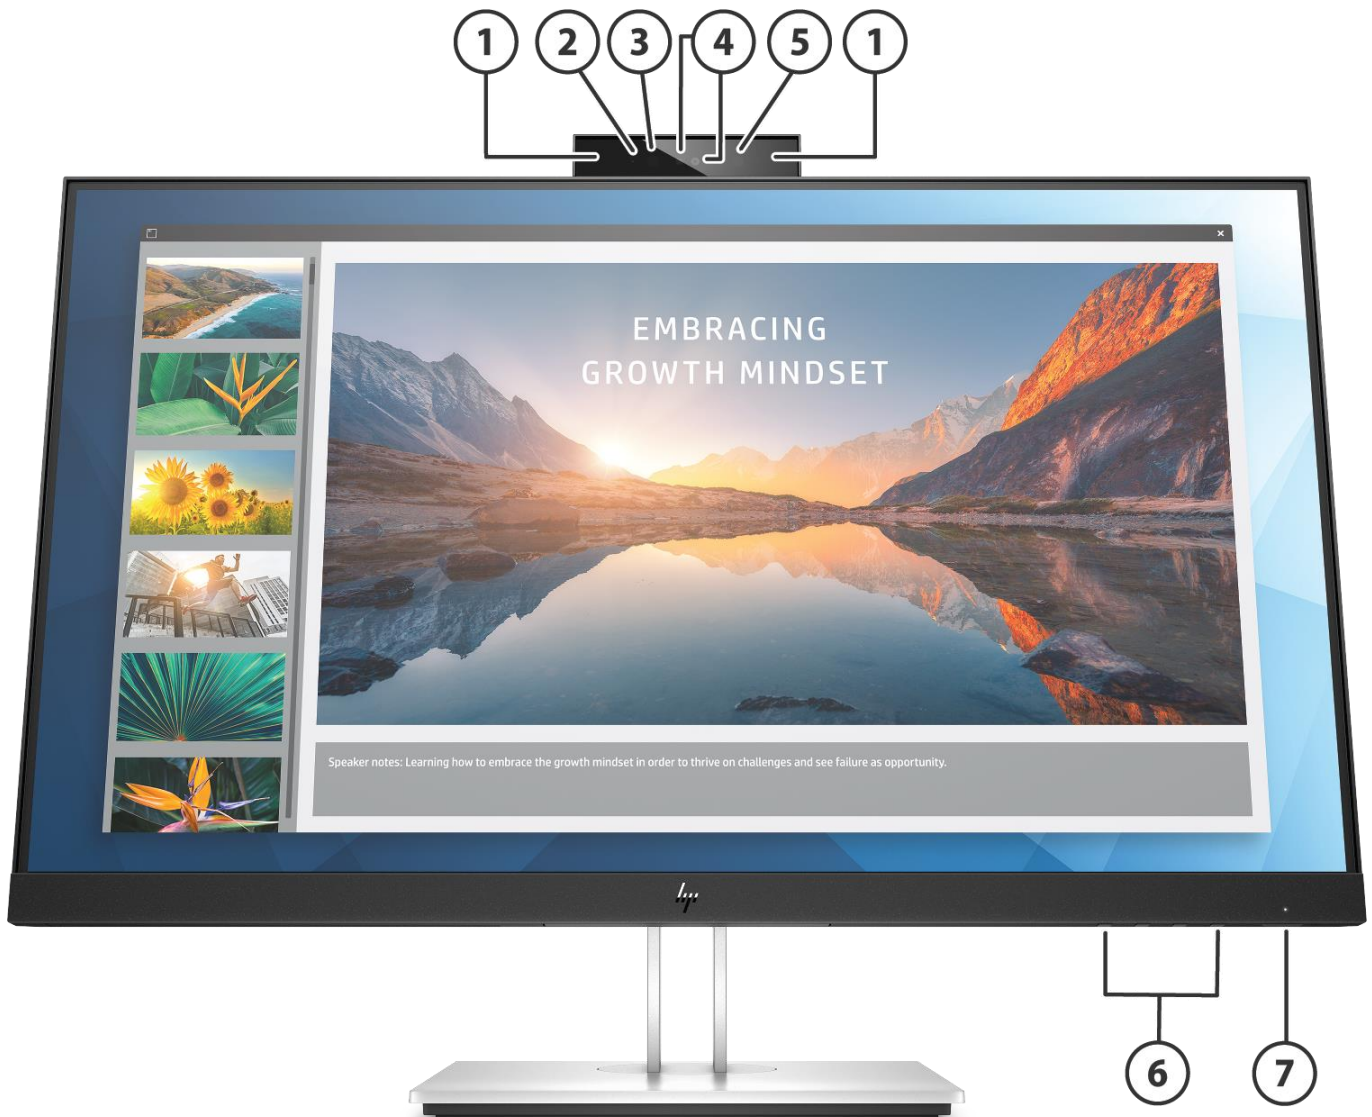 1 2 3 4 5 1
×
EMBRACING
GROWTH MINDSET
Speaker notes: Learning how to embrace the growth mindset in order to thrive on challenges and see failure as opportunity.
hp
6 7